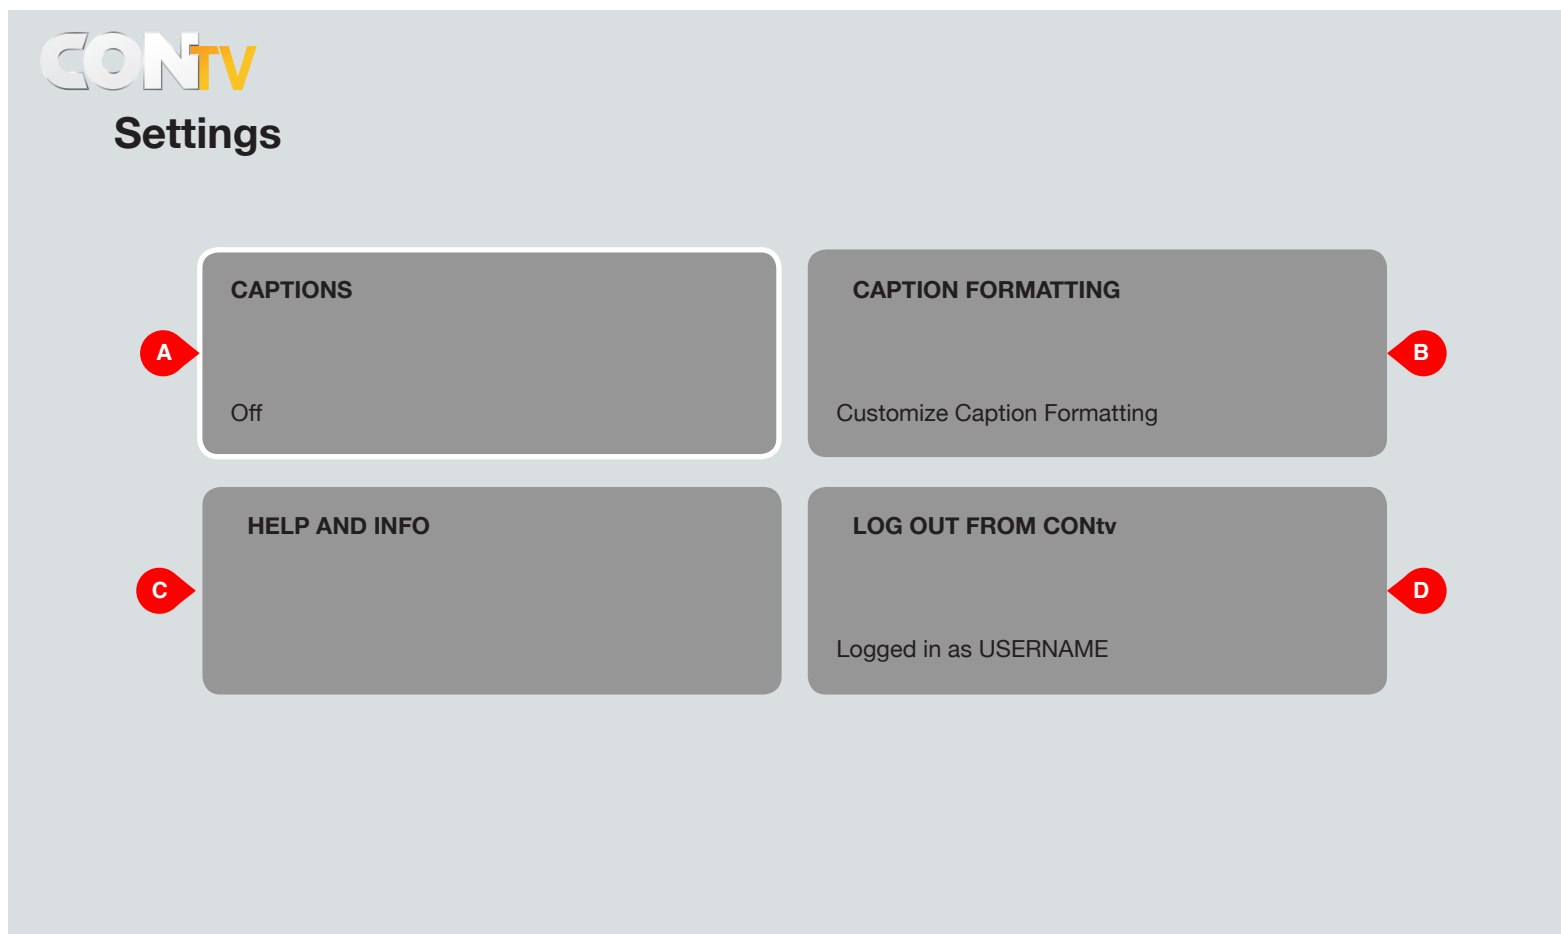 CONTV
Settings
CAPTIONS
CAPTION FORMATTING
A
B
Off
Customize Caption Formatting
HELP AND INFO
LOG OUT FROM CONtv
C
D
Logged in as USERNAME